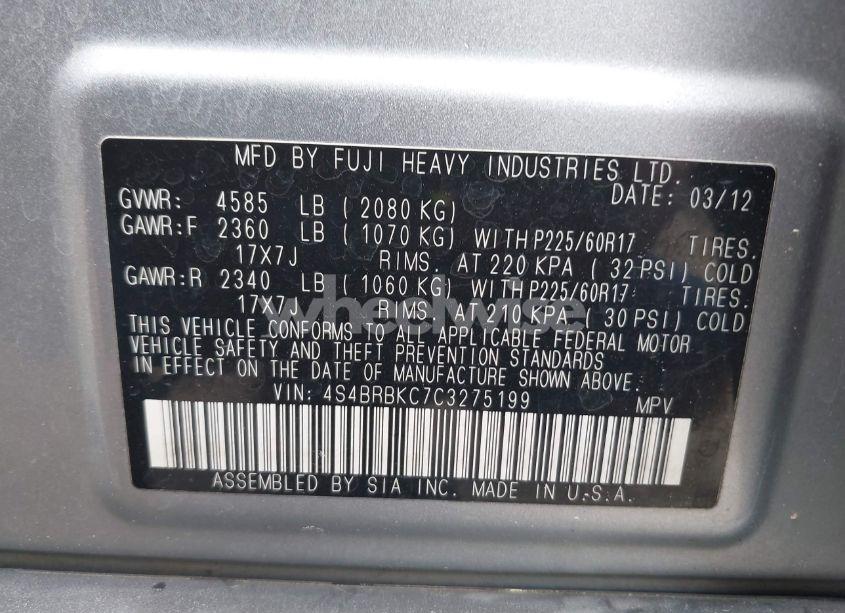 MFD BY FUJI HEAVY INDUSTRIES LTD.
DATE: 03/12
GVWR: 4585 LB ( 2080 KG)
GAWR:F 2360 LB ( 1070 KG) WITH P225/60R17 TIRES.
17X7J RIMS. AT 220 KPA ( 32 PSI) COLD
GAWR:R 2340 LB ( 1060 KG) WITH P225/60R17 TIRES.
17X7J RIMS. AT 210 KPA ( 30 PSI) COLD
wheelwise
THIS VEHICLE CONFORMS TO ALL APPLICABLE FEDERAL MOTOR
VEHICLE SAFETY AND THEFT PREVENTION STANDARDS
IN EFFECT ON THE DATE OF MANUFACTURE SHOWN ABOVE.
VIN: 4S4BRBKC7C3275199 MPV
ASSEMBLED BY SIA INC. MADE IN U.S.A.